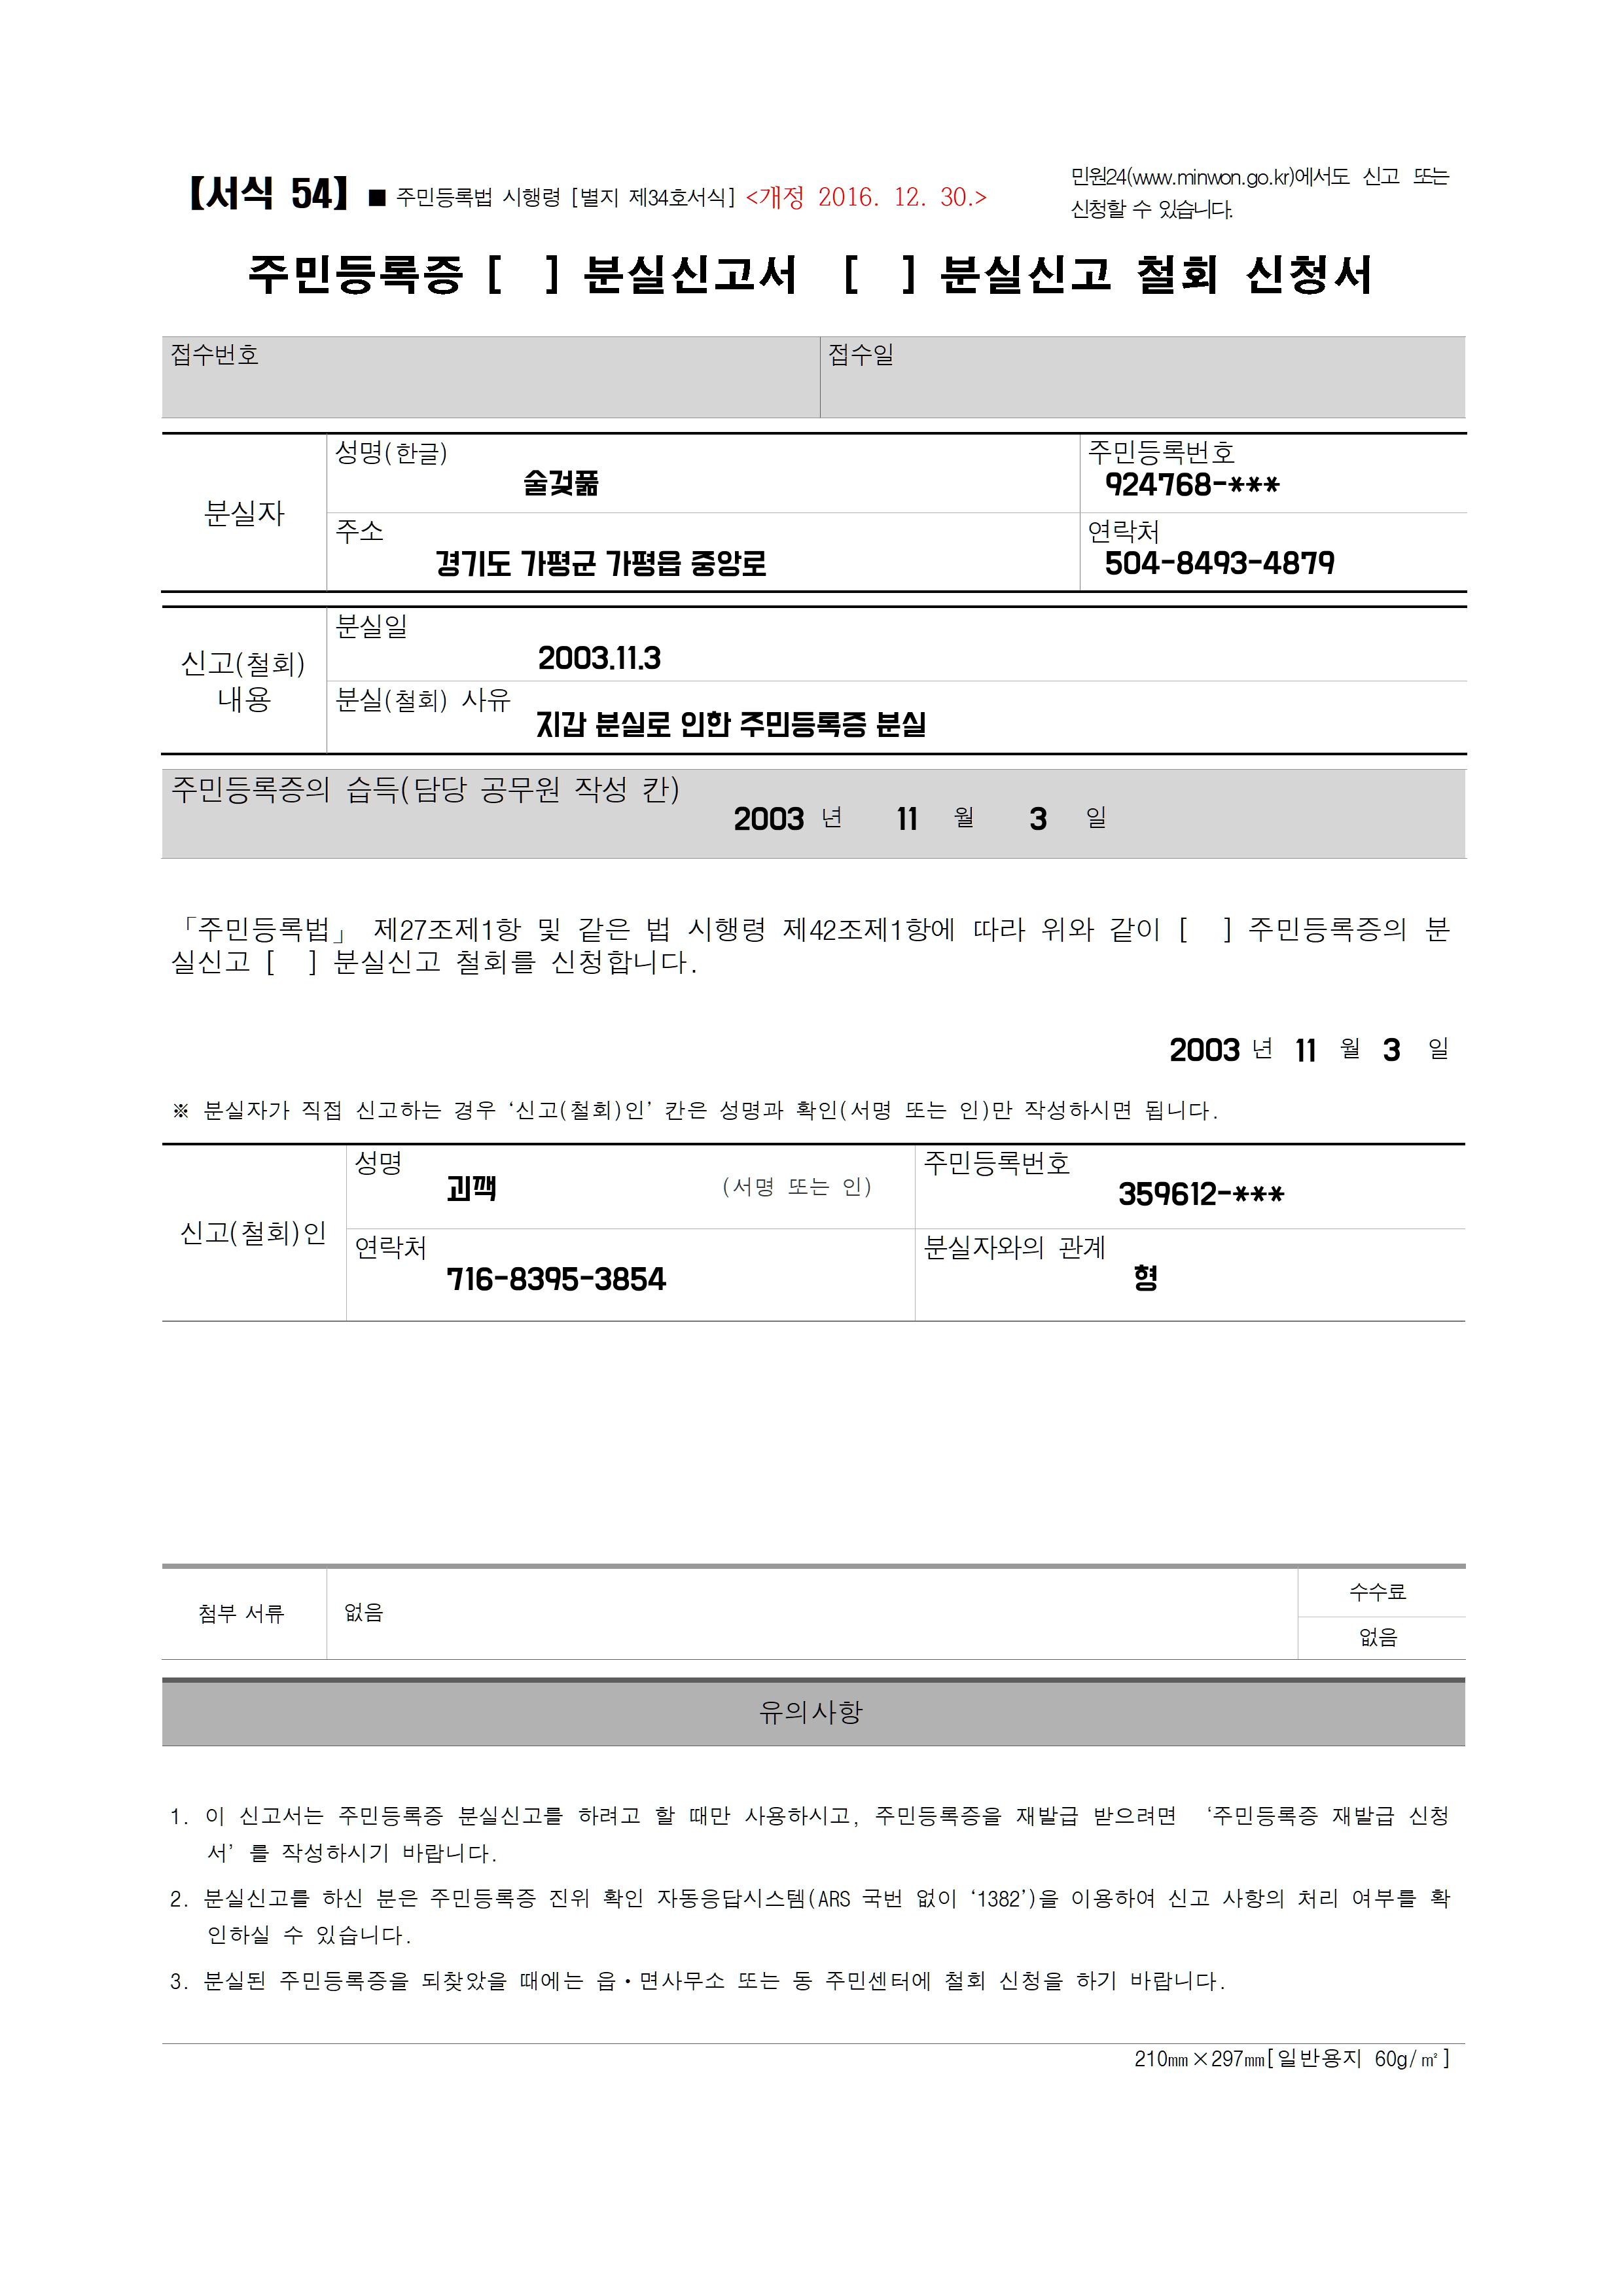 【서식 54】 ■ 주민등록법 시행령 [별지 제34호서식] <개정 2016. 12. 30.>
민원24(www.minwon.go.kr)에서도 신고 또는
신청할 수 있습니다.
주민등록증 [ ] 분실신고서 [ ] 분실신고 철회 신청서
접수번호
접수일
분실자
성명(한글)
술겆풂
주민등록번호
924768-***
주소
경기도 가평군 가평읍 중앙로
연락처
504-8493-4879
신고(철회)
내용
분실일
2003.11.3
분실(철회) 사유
지갑 분실로 인한 주민등록증 분실
주민등록증의 습득(담당 공무원 작성 칸)
2003 년 11 월 3 일
「주민등록법」 제27조제1항 및 같은 법 시행령 제42조제1항에 따라 위와 같이 [ ] 주민등록증의 분
실신고 [ ] 분실신고 철회를 신청합니다.
2003 년 11 월 3 일
※ 분실자가 직접 신고하는 경우 ‘신고(철회)인’ 칸은 성명과 확인(서명 또는 인)만 작성하시면 됩니다.
신고(철회)인
성명
괴깩
(서명 또는 인)
주민등록번호
359612-***
연락처
716-8395-3854
분실자와의 관계
형
첨부 서류
없음
수수료
없음
유의사항
1. 이 신고서는 주민등록증 분실신고를 하려고 할 때만 사용하시고, 주민등록증을 재발급 받으려면 ‘주민등록증 재발급 신청
서’를 작성하시기 바랍니다.
2. 분실신고를 하신 분은 주민등록증 진위 확인 자동응답시스템(ARS 국번 없이 ‘1382’)을 이용하여 신고 사항의 처리 여부를 확
인하실 수 있습니다.
3. 분실된 주민등록증을 되찾았을 때에는 읍·면사무소 또는 동 주민센터에 철회 신청을 하기 바랍니다.
210㎜×297㎜[일반용지 60g/㎡]